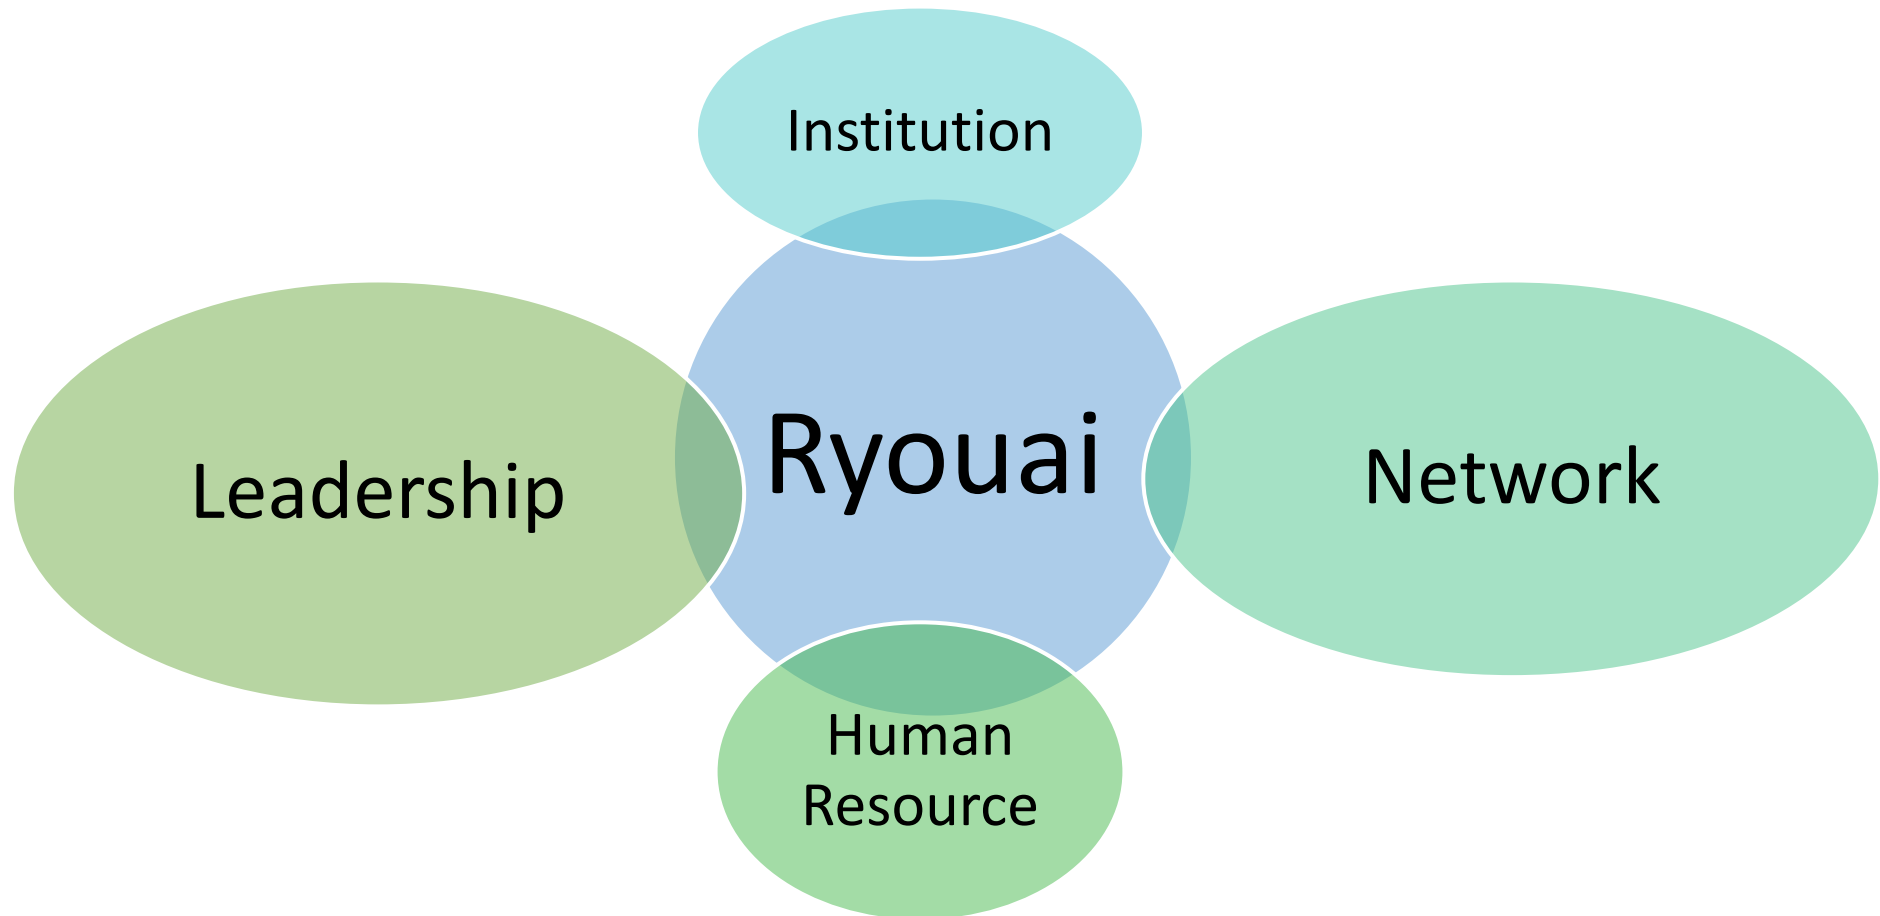 Institution
Leadership
Ryouai
Network
Human
Resource